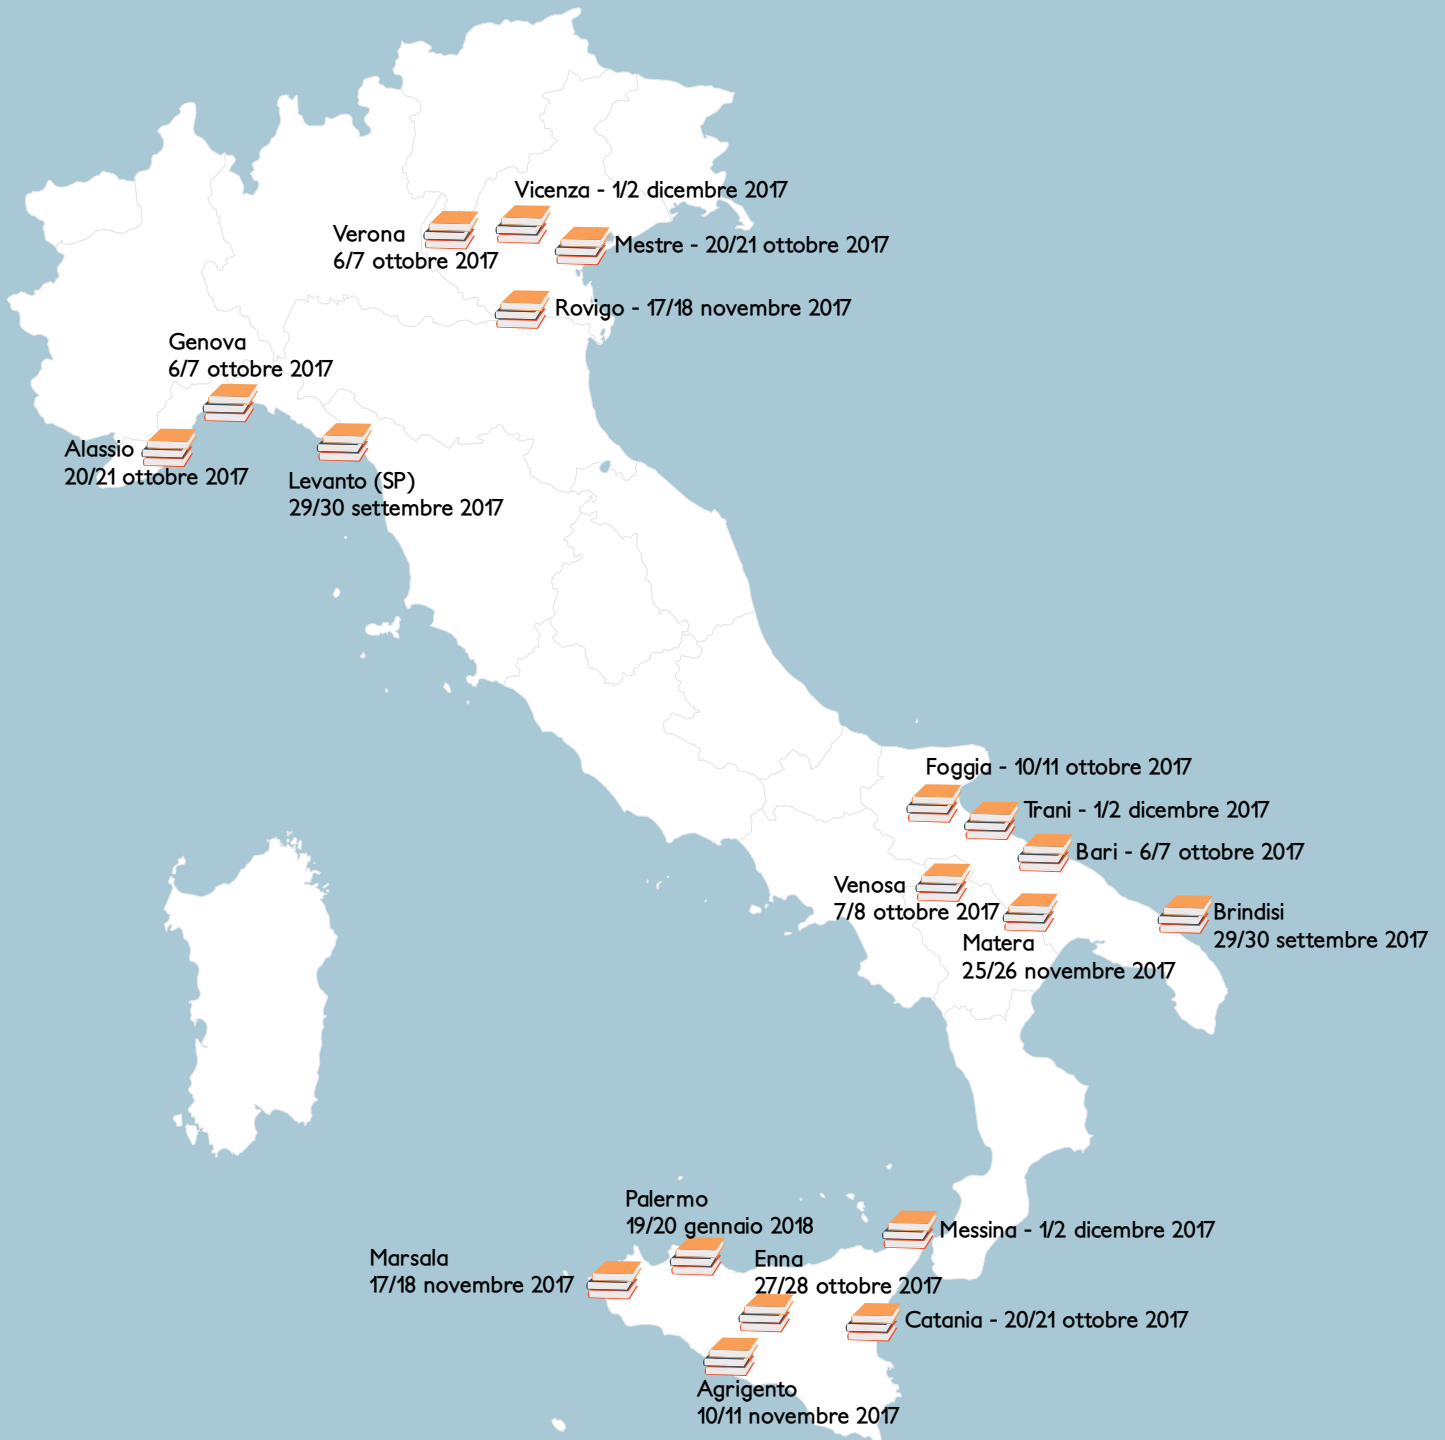 Vicenza - 1/2 dicembre 2017
Verona
6/7 ottobre 2017
Mestre - 20/21 ottobre 2017
Rovigo - 17/18 novembre 2017
Genova
6/7 ottobre 2017
Alassio
20/21 ottobre 2017
Levanto (SP)
29/30 settembre 2017
Foggia - 10/11 ottobre 2017
Trani - 1/2 dicembre 2017
Bari - 6/7 ottobre 2017
Venosa
7/8 ottobre 2017
Brindisi
29/30 settembre 2017
Matera
25/26 novembre 2017
Palermo
19/20 gennaio 2018
Messina - 1/2 dicembre 2017
Marsala
17/18 novembre 2017
Enna
27/28 ottobre 2017
Catania - 20/21 ottobre 2017
Agrigento
10/11 novembre 2017